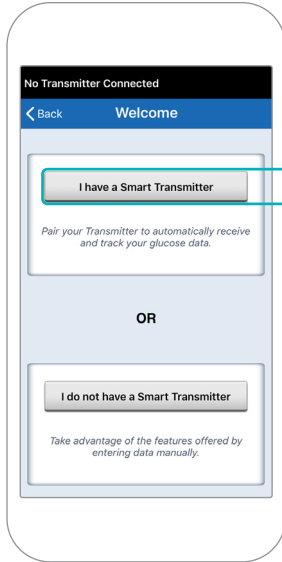 No Transmitter Connected
Back Welcome
I have a Smart Transmitter
Pair your Transmitter to automatically receive
and track your glucose data.
OR
I do not have a Smart Transmitter
Take advantage of the features offered by
entering data manually.